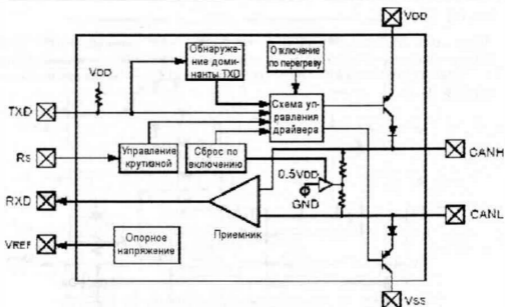 VDD
Обнаруже-
ние доми-
нанты TXD
Отключение
по перегреву
VDD
TXD
Схема уп-
равления
драйвера
RS
Управление
крутизной
Сброс по
включению
CANH
0.5VDD
GND
RXD
CANL
Приемник
VREF
Опорное
напряжение
VSS